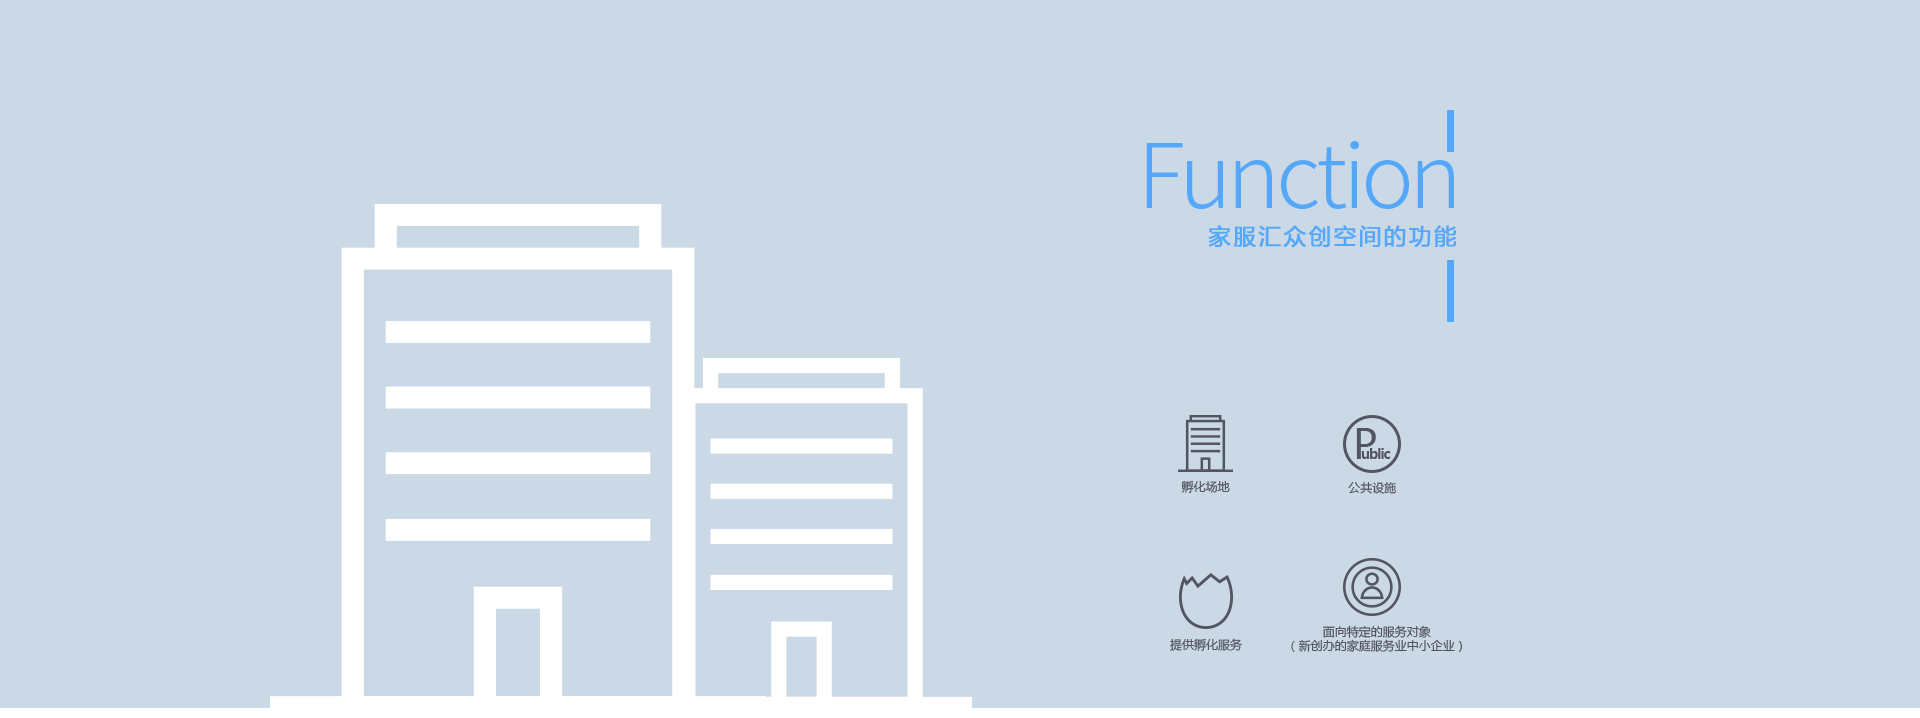 Function
家服汇众创空间的功能
Public
孵化场地
公共设施
提供孵化服务
面向特定的服务对象
（新创办的家庭服务业中小企业）